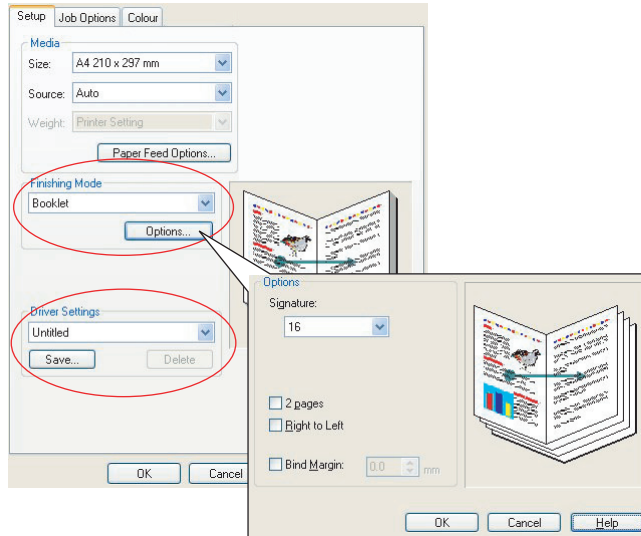 Setup Job Options Colour
Media
Size: A4 210 x 297 mm
Source: Auto
Weight: Printer Setting
Paper Feed Options...
Finishing Mode
Booklet
Options...
Driver Settings
Untitled
Save... Delete
OK Cancel
Options
Signature:
16
2 pages
Right to Left
Bind Margin: 0.0 mm
OK Cancel Help